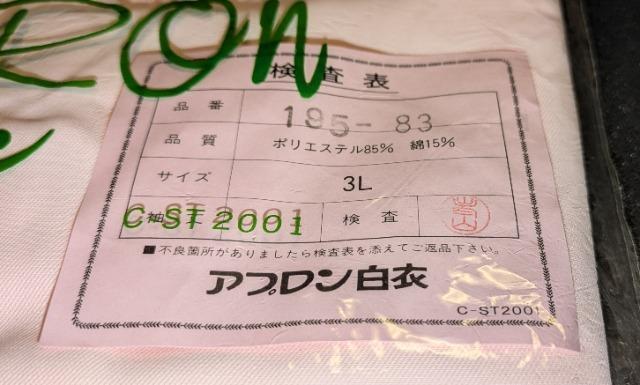 RON
検査表
品番 195-83
品質 ポリエステル85% 綿15%
サイズ 3L
C-ST2001
検査
■不良箇所がありましたら検査表を添えてご返品下さい。
アプロン白衣
C-ST2001